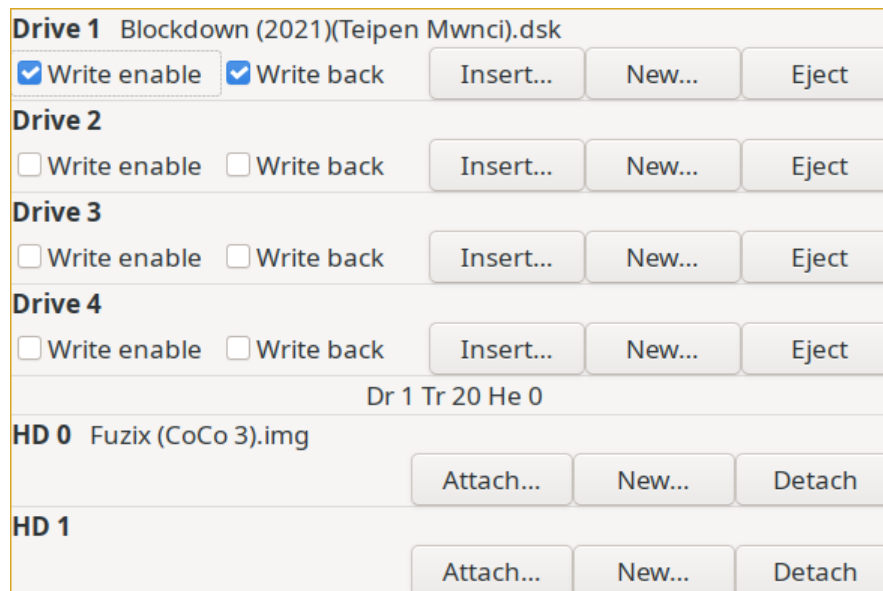 Drive 1 Blockdown (2021)(Teipen Mwnci).dsk
Write enable Write back Insert... New... Eject
Drive 2
Write enable Write back Insert... New... Eject
Drive 3
Write enable Write back Insert... New... Eject
Drive 4
Write enable Write back Insert... New... Eject
Dr 1 Tr 20 He 0
HD 0 Fuzix (CoCo 3).img
Attach... New... Detach
HD 1
Attach... New... Detach